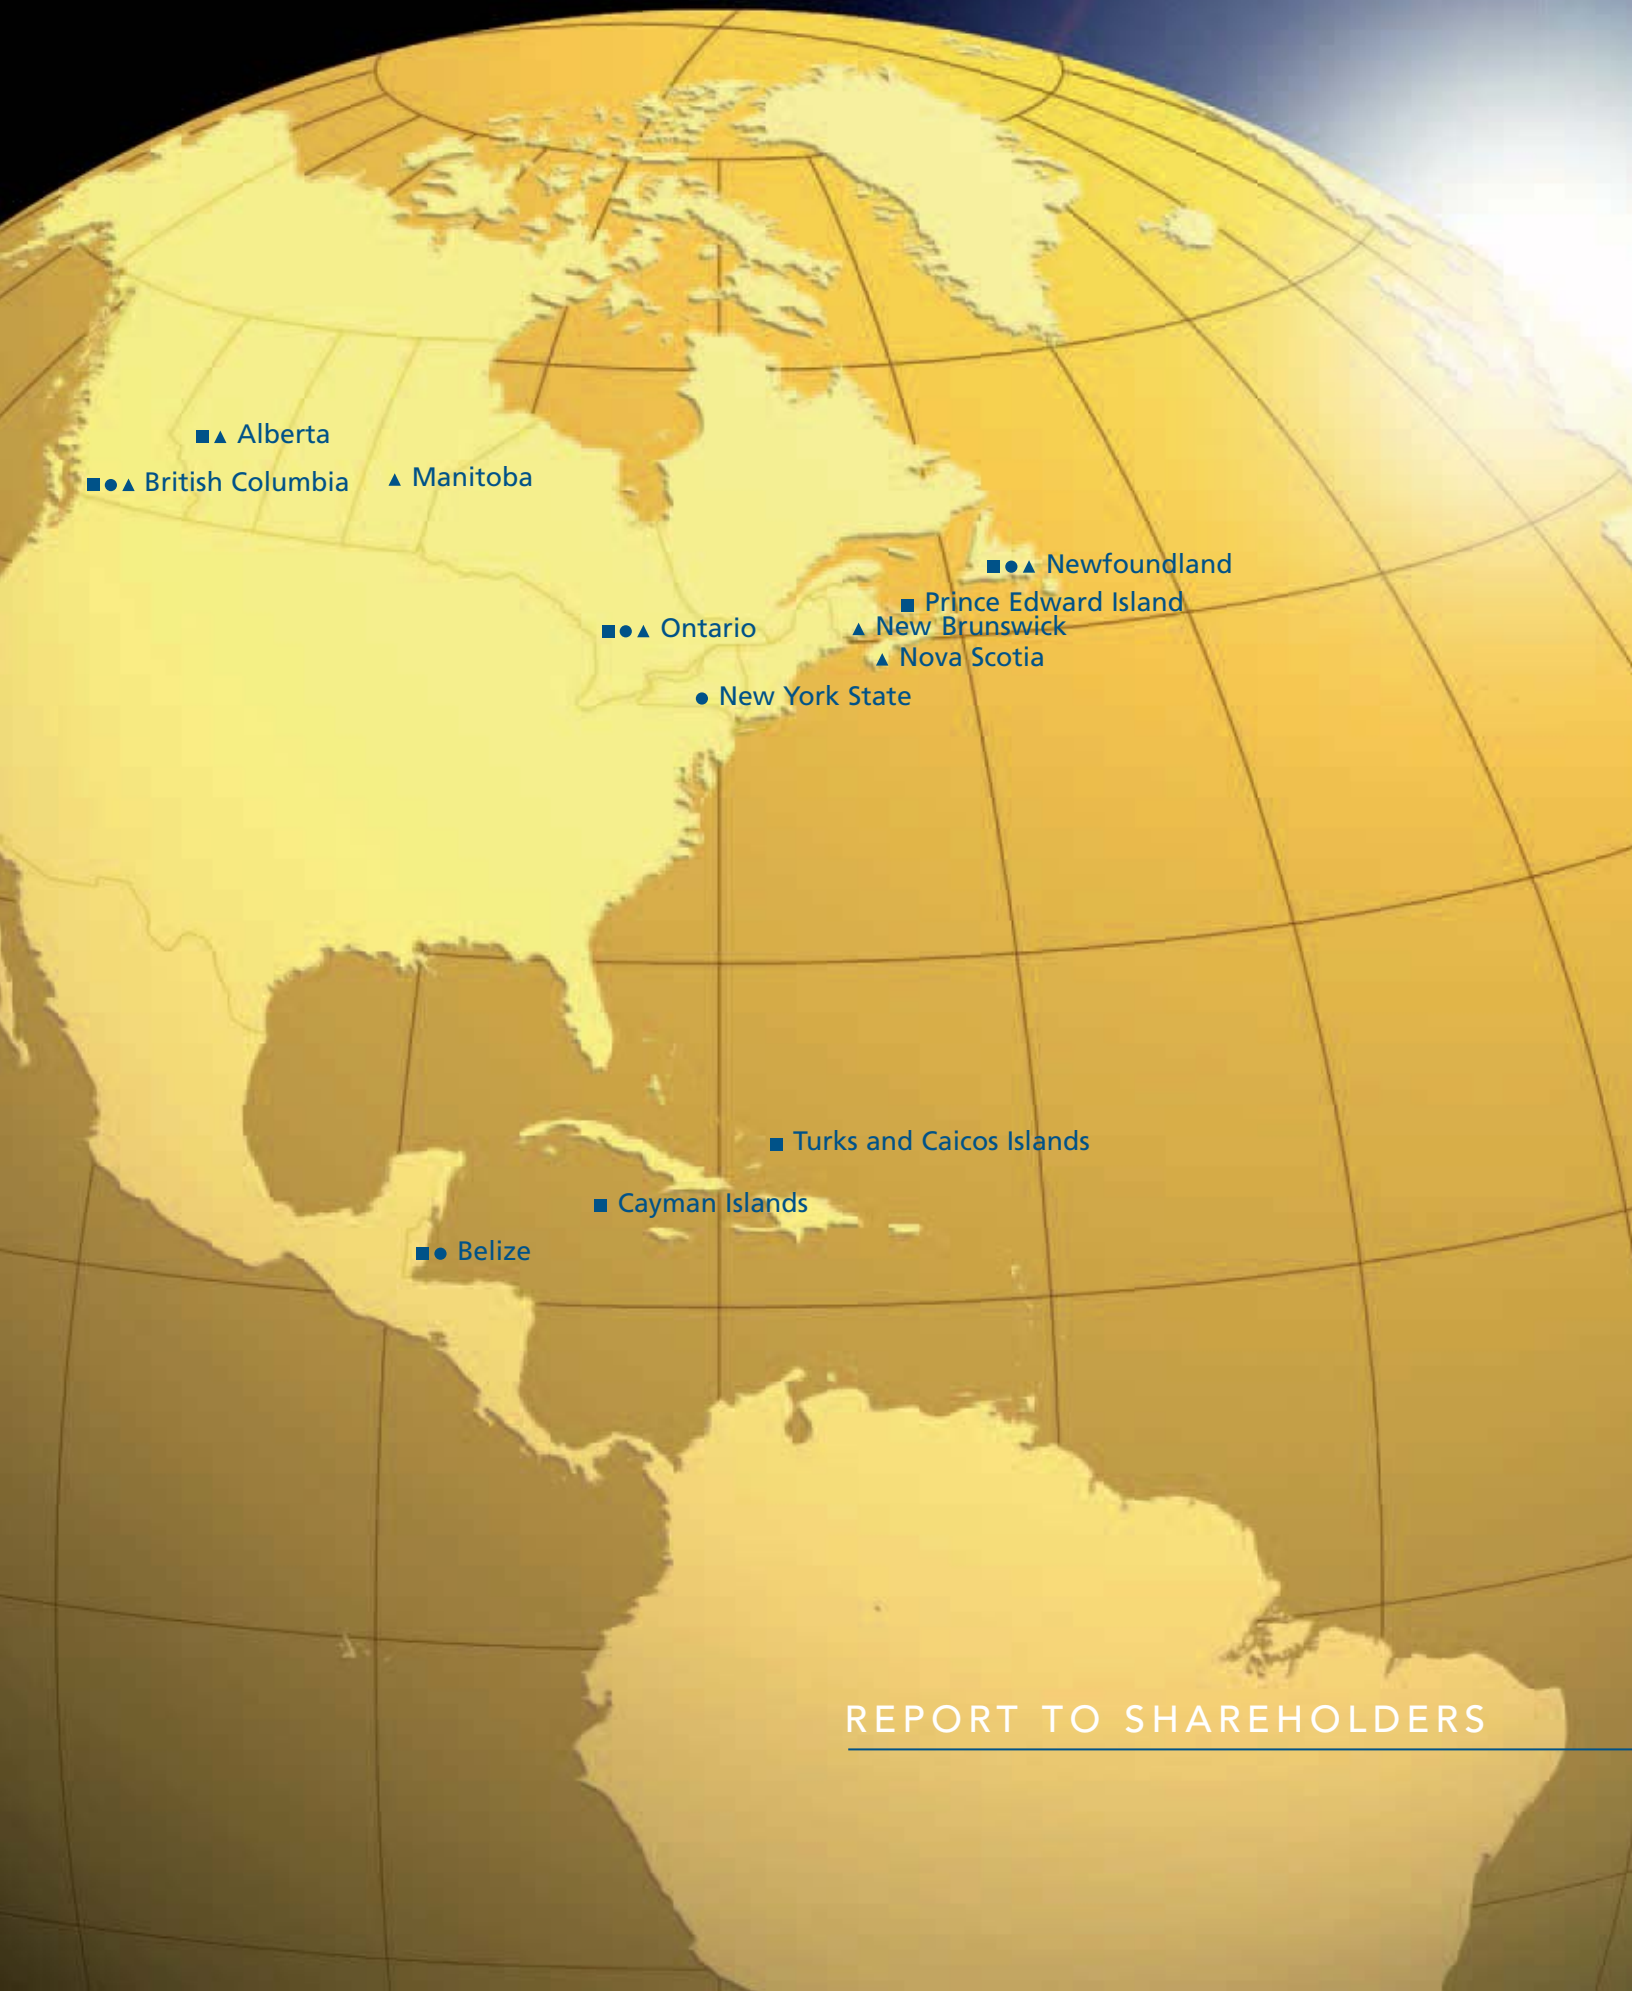 ■▲ Alberta
■●▲ British Columbia
▲ Manitoba
■●▲ Newfoundland
■ Prince Edward Island
▲ New Brunswick
■●▲ Ontario
▲ Nova Scotia
● New York State
■ Turks and Caicos Islands
■ Cayman Islands
■● Belize
REPORT TO SHAREHOLDERS